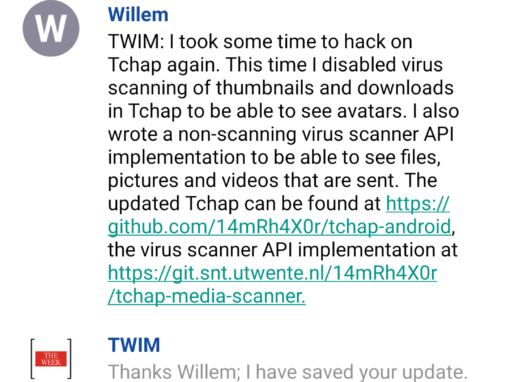 W
Willem
TWIM: I took some time to hack on
Tchap again. This time I disabled virus
scanning of thumbnails and downloads
in Tchap to be able to see avatars. I also
wrote a non-scanning virus scanner API
implementation to be able to see files,
pictures and videos that are sent. The
updated Tchap can be found at https://
github.com/14mRh4X0r/tchap-android,
the virus scanner API implementation at
https://git.snt.utwente.nl/14mRh4X0r
/tchap-media-scanner.
THE
WEEK
TWIM
Thanks Willem; I have saved your update.